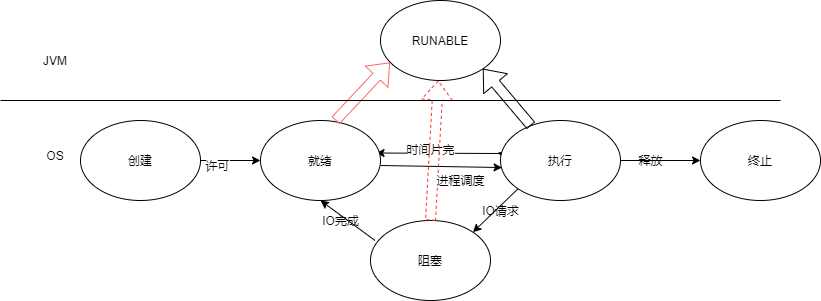 RUNABLE
JVM
OS
创建
许可
就绪
时间片完
进程调度
执行
释放
终止
IO完成
IO请求
阻塞